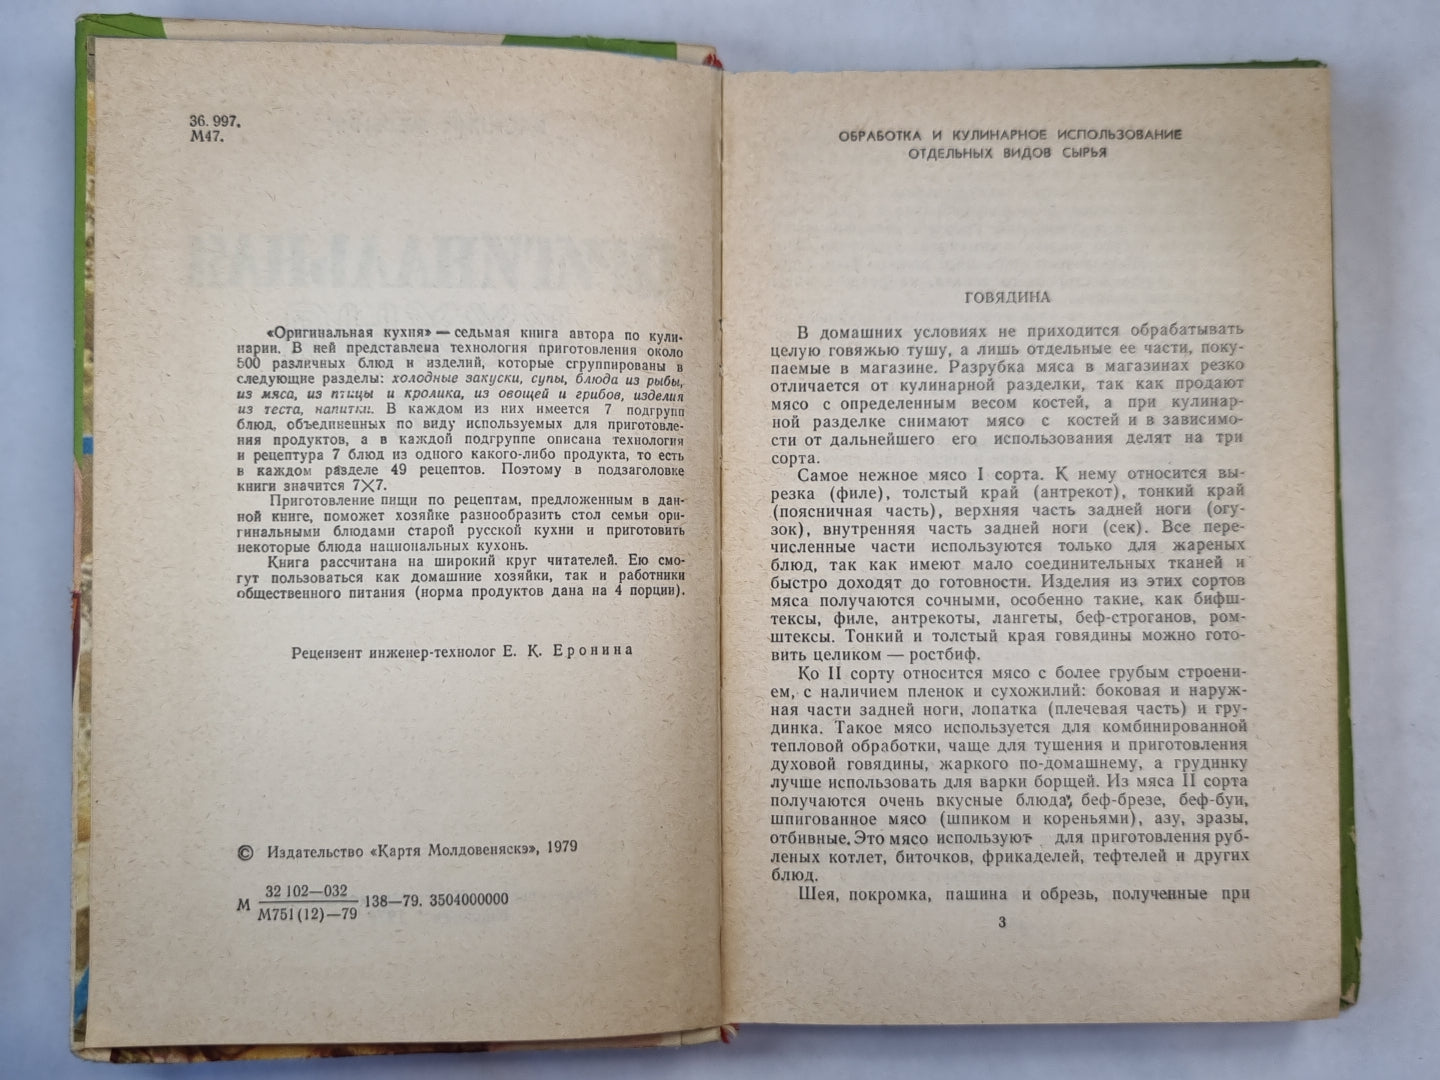 36. 997.
М47.
«Оригинальная кухня» — седьмая книга автора по кули-
нарии. В ней представлена технология приготовления около
500 различных блюд и изделий, которые сгруппированы в
следующие разделы: холодные закуски, супы, блюда из рыбы,
из мяса, из птицы и кролика, из овощей и грибов, изделия
из теста, напитки. В каждом из них имеется 7 подгрупп
блюд, объединенных по виду используемых для приготовле-
ния продуктов, а в каждой подгруппе описана технология
и рецептура 7 блюд из одного какого-либо продукта, то есть
в каждом разделе 49 рецептов. Поэтому в подзаголовке
книги значится 7×7.
Приготовление пищи по рецептам, предложенным в дан-
ной книге, поможет хозяйке разнообразить стол семьи ори-
гинальными блюдами старой русской кухни и приготовить
некоторые блюда национальных кухонь.
Книга рассчитана на широкий круг читателей. Ею смо-
гут пользоваться как домашние хозяйки, так и работники
общественного питания (норма продуктов дана на 4 порции).
Рецензент инженер-технолог Е. К. Еронина
© Издательство «Картя Молдовеняскэ», 1979
М 32 102—032
М751(12)—79 138—79. 3504000000
ОБРАБОТКА И КУЛИНАРНОЕ ИСПОЛЬЗОВАНИЕ
ОТДЕЛЬНЫХ ВИДОВ СЫРЬЯ
ГОВЯДИНА
В домашних условиях не приходится обрабатывать
целую говяжью тушу, а лишь отдельные ее части, поку-
паемые в магазине. Разрубка мяса в магазинах резко
отличается от кулинарной разделки, так как продают
мясо с определенным весом костей, а при кулинар-
ной разделке снимают мясо с костей и в зависимо-
сти от дальнейшего его использования делят на три
сорта.
Самое нежное мясо I сорта. К нему относится вы-
резка (филе), толстый край (антрекот), тонкий край
(поясничная часть), верхняя часть задней ноги (огу-
зок), внутренняя часть задней ноги (сек). Все пере-
численные части используются только для жареных
блюд, так как имеют мало соединительных тканей и
быстро доходят до готовности. Изделия из этих сортов
мяса получаются сочными, особенно такие, как бифш-
тексы, филе, антрекоты, лангеты, беф-строганов, ром-
штексы. Тонкий и толстый края говядины можно гото-
вить целиком — ростбиф.
Ко II сорту относится мясо с более грубым строени-
ем, с наличием пленок и сухожилий: боковая и наруж-
ная части задней ноги, лопатка (плечевая часть) и гру-
динка. Такое мясо используется для комбинированной
тепловой обработки, чаще для тушения и приготовления
духовой говядины, жаркого по-домашнему, а грудинку
лучше использовать для варки борщей. Из мяса II сорта
получаются очень вкусные блюда; беф-брезе, беф-буи,
шпигованное мясо (шпиком и кореньями), азу, зразы,
отбивные. Это мясо используют для приготовления руб-
леных котлет, биточков, фрикаделей, тефтелей и других
блюд.
Шея, покромка, пашина и обрезь, полученные при
3